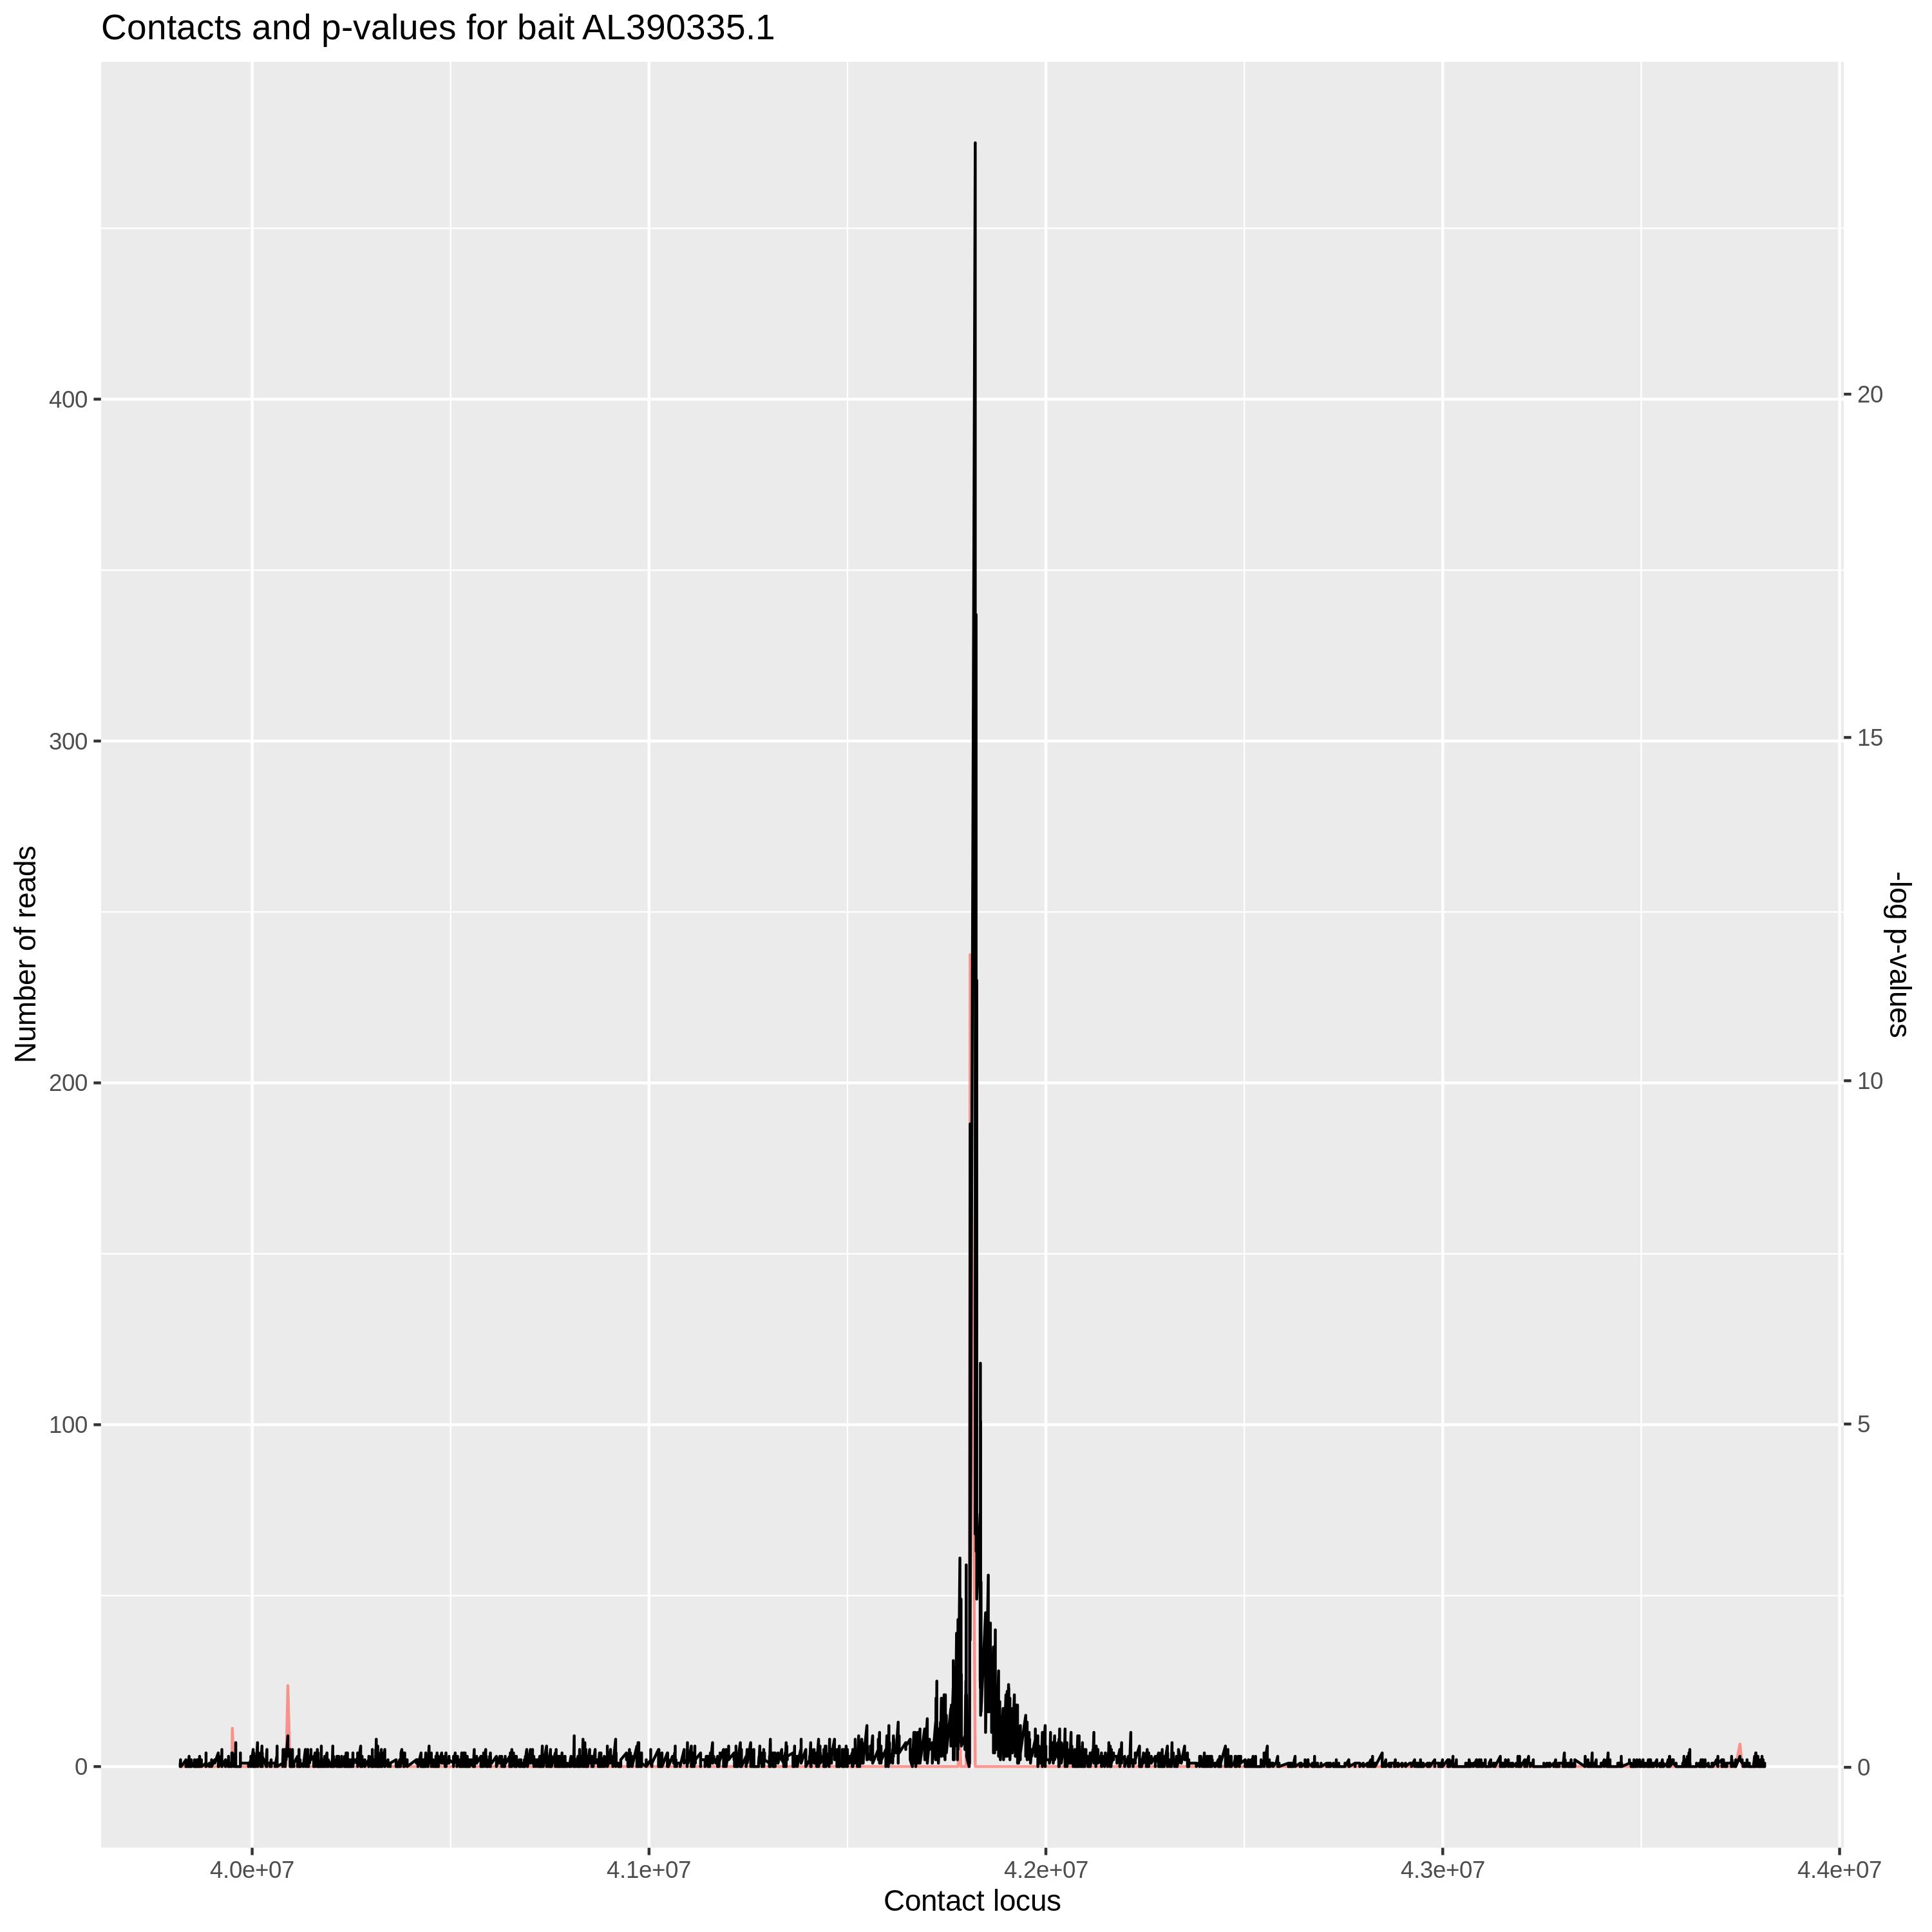 Contacts and p-values for bait AL390335.1
400
300
200
100
0
Number of reads
20
15
10
5
0
-log p-values
4.0e+07 4.1e+07 4.2e+07 4.3e+07 4.4e+07
Contact locus